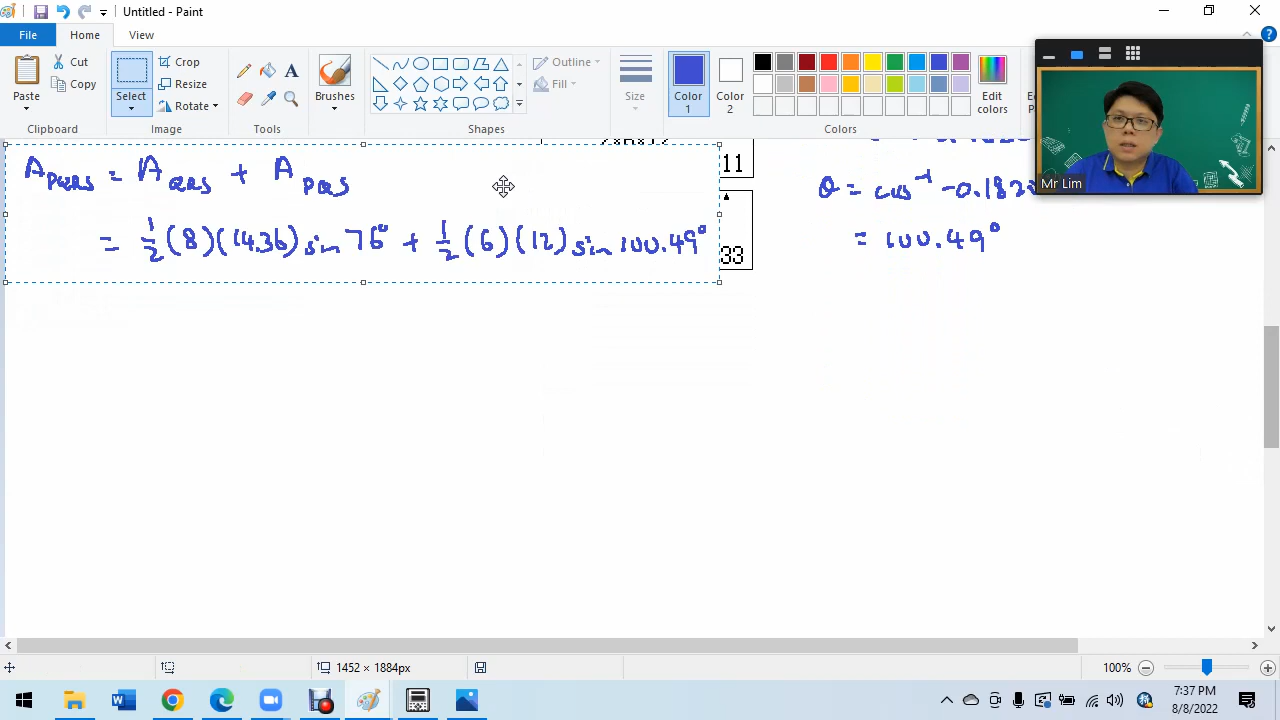 Untitled - Paint
File Home View
Paste Cut Copy
Select Crop Resize Rotate
Brushes
Outline Fill
Size
Color 1 Color 2 Edit colors
Clipboard Image Tools Shapes Colors
Mr Lim
11
A PQRS = A QRS + A PQS
= 1/2 (8)(14.36) sin 76° + 1/2 (6)(12) sin 100.49°
33
θ = cos⁻¹ -0.182
= 100.49°
1452 × 1884px 100%
7:37 PM
8/8/2022